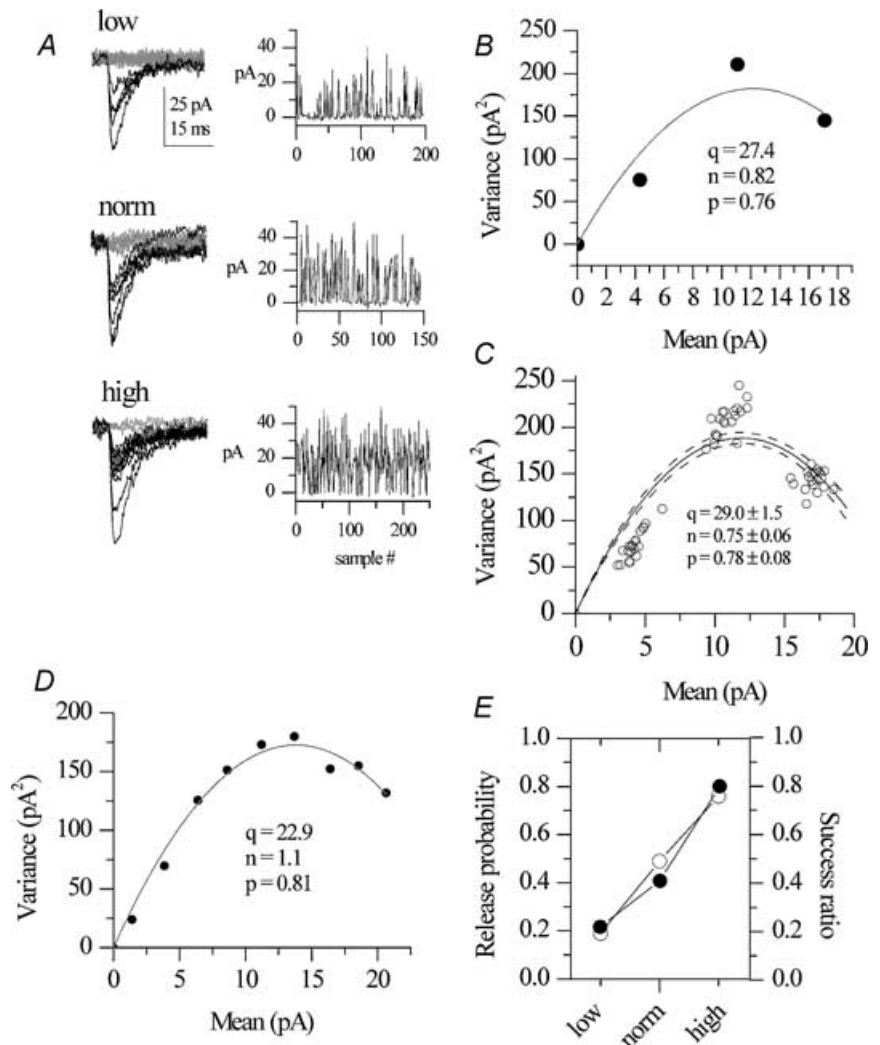 A
low
25 pA
15 ms
pA
40
20
0
0 100 200
norm
pA
40
20
0
0 50 100 150
high
pA
40
20
0
0 100 200
sample #
B
Variance (pA²)
250
200
150
100
50
0
q = 27.4
n = 0.82
p = 0.76
0 2 4 6 8 10 12 14 16 18
Mean (pA)
C
Variance (pA²)
250
200
150
100
50
0
q = 29.0 ± 1.5
n = 0.75 ± 0.06
p = 0.78 ± 0.08
0 5 10 15 20
Mean (pA)
D
Variance (pA²)
200
150
100
50
0
q = 22.9
n = 1.1
p = 0.81
0 5 10 15 20
Mean (pA)
E
Release probability
1.0
0.8
0.6
0.4
0.2
0.0
1.0
0.8
0.6
0.4
0.2
0.0
Success ratio
low norm high